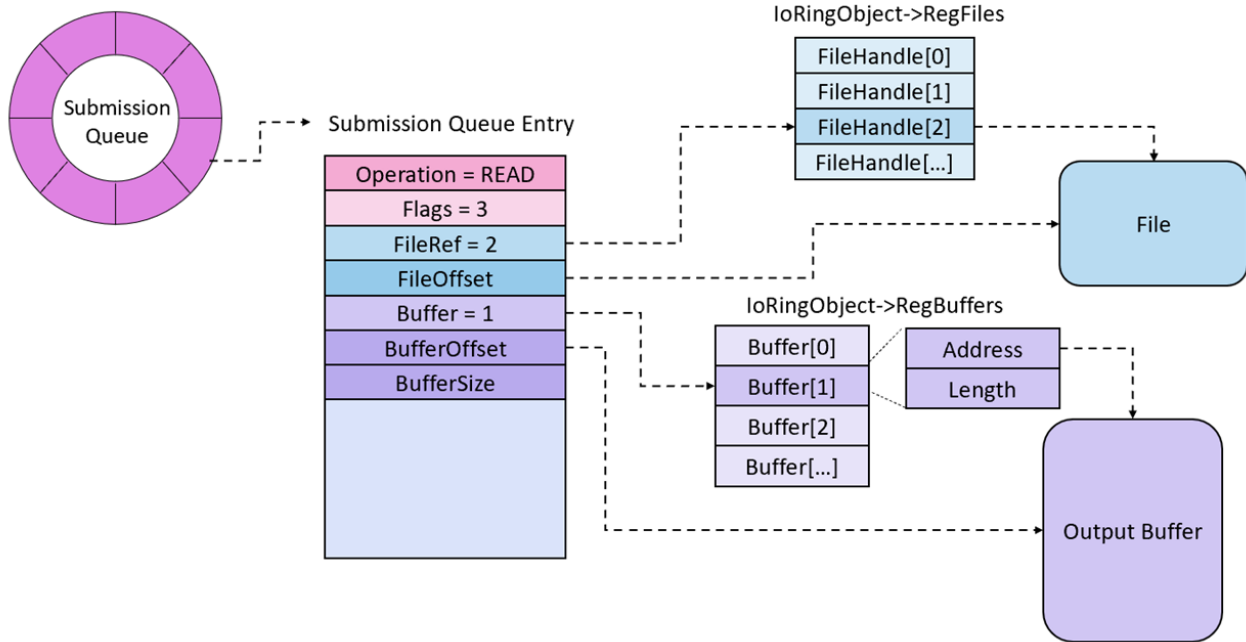 Submission
Queue
Submission Queue Entry
Operation = READ
Flags = 3
FileRef = 2
FileOffset
Buffer = 1
BufferOffset
BufferSize
IoRingObject->RegFiles
FileHandle[0]
FileHandle[1]
FileHandle[2]
FileHandle[...]
File
IoRingObject->RegBuffers
Buffer[0]
Buffer[1]
Buffer[2]
Buffer[...]
Address
Length
Output Buffer